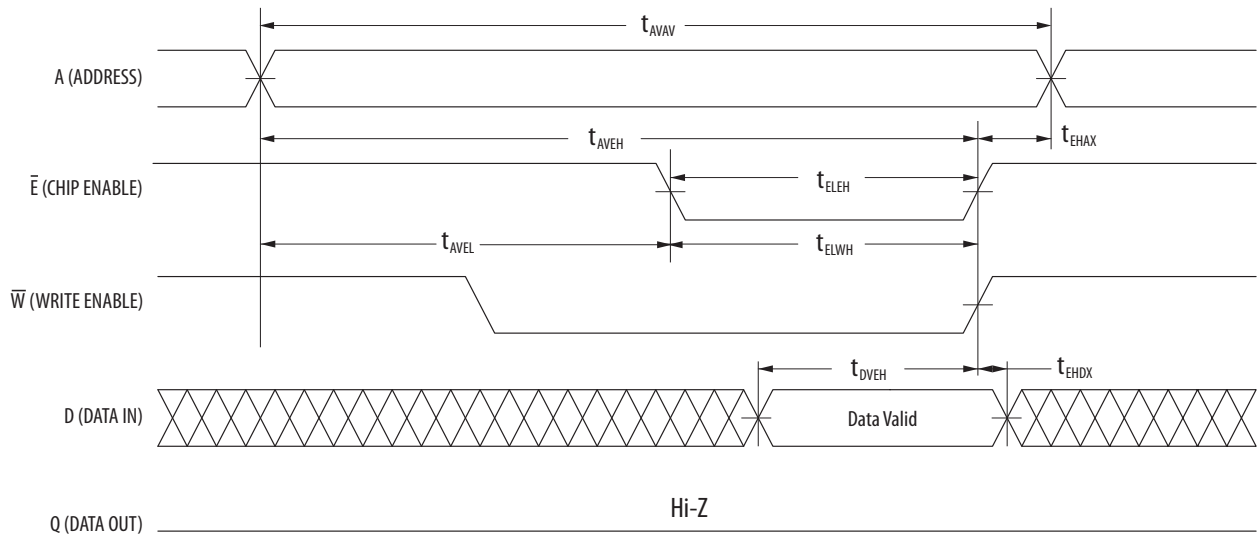 tAVAV
A (ADDRESS)
tAVEH
tEHAX
E̅ (CHIP ENABLE)
tELEH
tAVEL
tELWH
W̅ (WRITE ENABLE)
tDVEH
tEHDX
D (DATA IN)
Data Valid
Hi-Z
Q (DATA OUT)